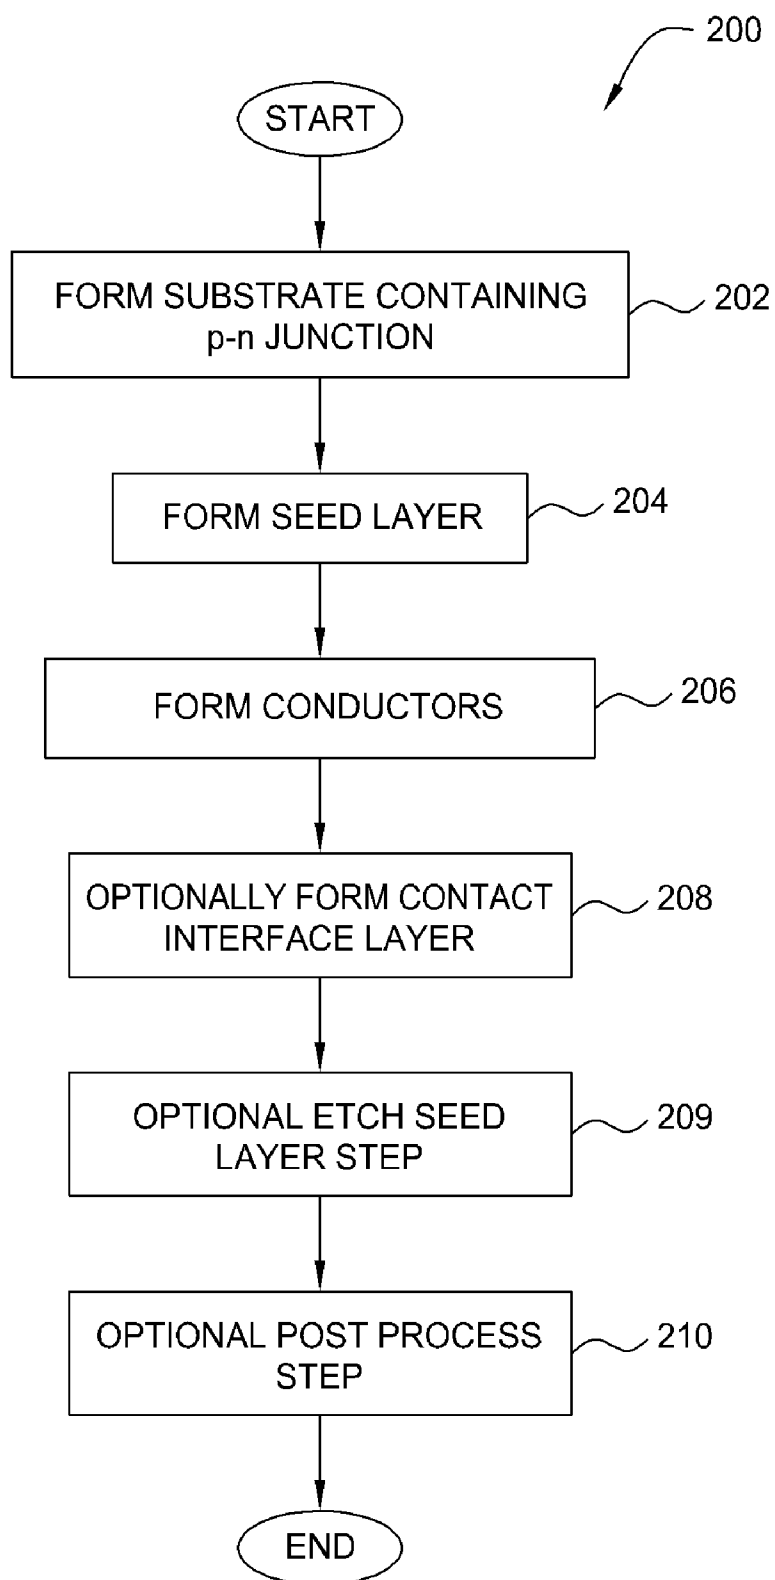 200
START
FORM SUBSTRATE CONTAINING
p-n JUNCTION
202
FORM SEED LAYER
204
FORM CONDUCTORS
206
OPTIONALLY FORM CONTACT
INTERFACE LAYER
208
OPTIONAL ETCH SEED
LAYER STEP
209
OPTIONAL POST PROCESS
STEP
210
END